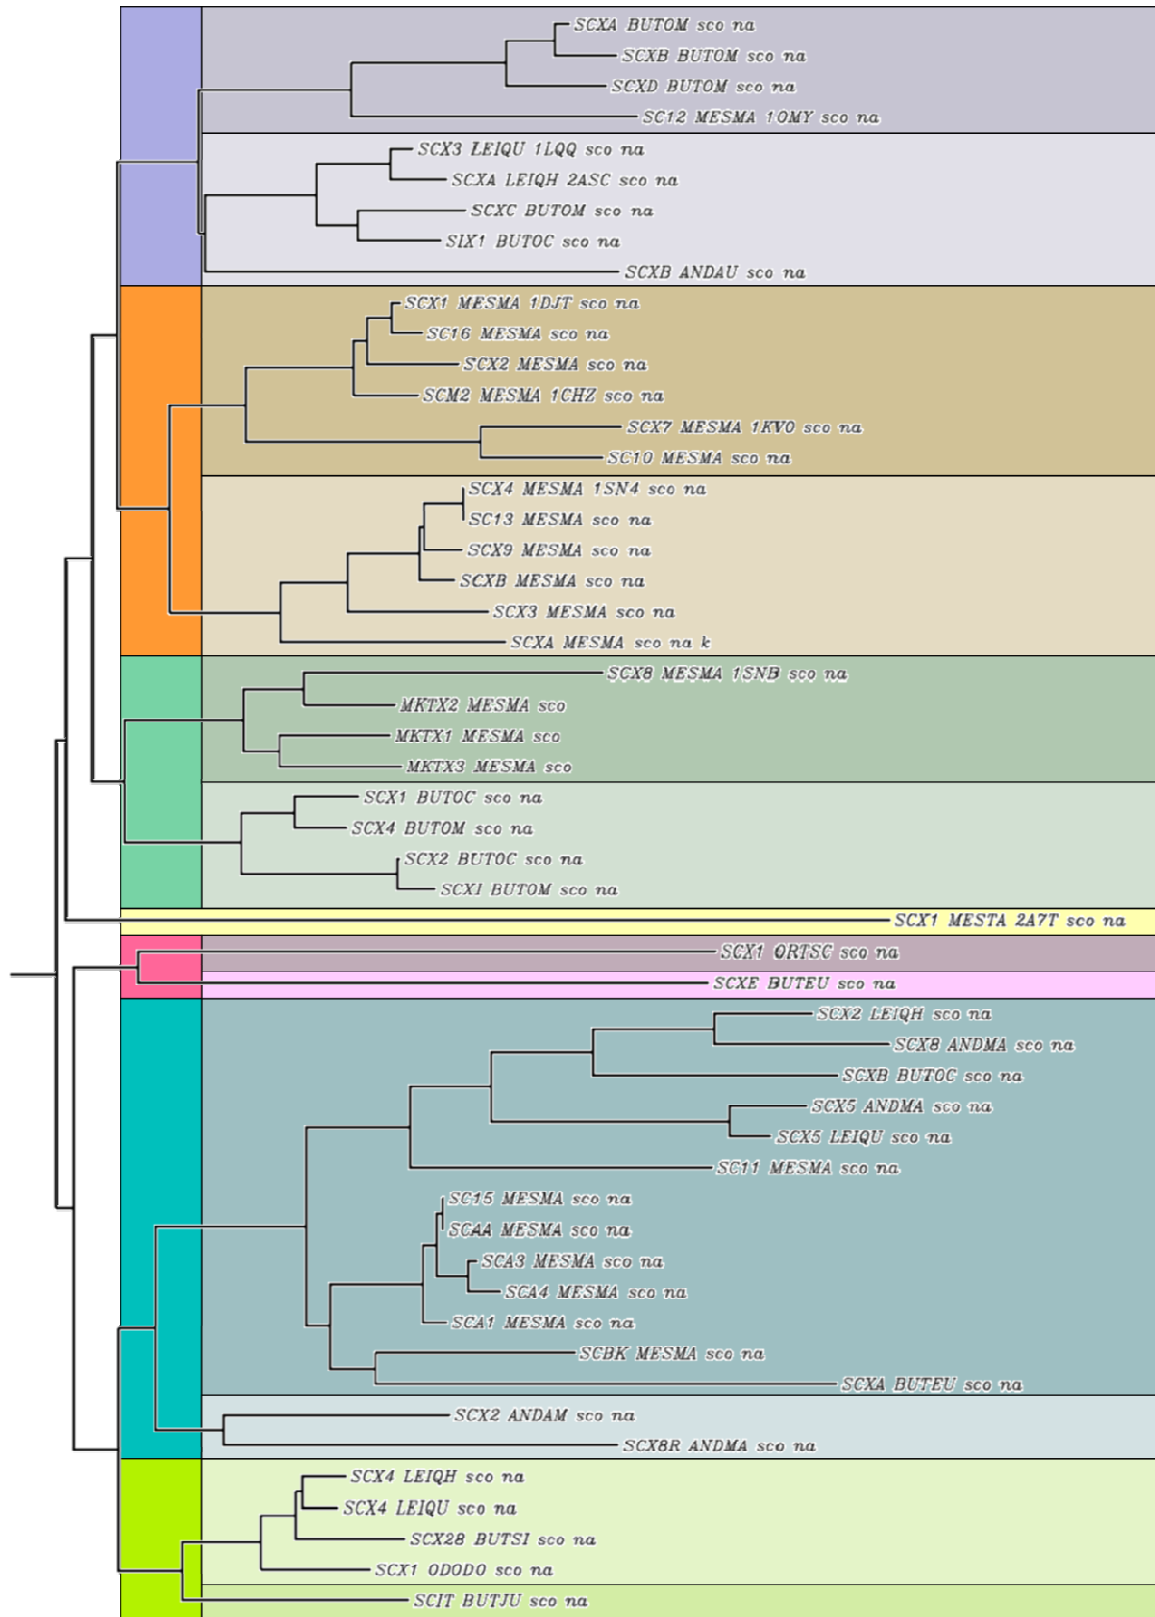 SCXA BUTOM sco na
SCXB BUTOM sco na
SCXD BUTOM sco na
SC12 MESMA 1OMY sco na
SCX3 LEIQU 1LQQ sco na
SCXA LEIQH 2ASC sco na
SCXC BUTOM sco na
SIX1 BUTOC sco na
SCXB ANDAU sco na
SCX1 MESMA 1DJT sco na
SC16 MESMA sco na
SCX2 MESMA sco na
SCM2 MESMA 1CHZ sco na
SCX7 MESMA 1KV0 sco na
SC10 MESMA sco na
SCX4 MESMA 1SN4 sco na
SC13 MESMA sco na
SCX9 MESMA sco na
SCXB MESMA sco na
SCX3 MESMA sco na
SCXA MESMA sco na k
SCX8 MESMA 1SNB sco na
MKTX2 MESMA sco
MKTX1 MESMA sco
MKTX3 MESMA sco
SCX1 BUTOC sco na
SCX4 BUTOM sco na
SCX2 BUTOC sco na
SCX1 BUTOM sco na
SCX1 MESTA 2A7T sco na
SCX1 ORTSC sco na
SCXE BUTEU sco na
SCX2 LEIQH sco na
SCX8 ANDMA sco na
SCXB BUTOC sco na
SCX5 ANDMA sco na
SCX5 LEIQU sco na
SC11 MESMA sco na
SC15 MESMA sco na
SCAA MESMA sco na
SCA3 MESMA sco na
SCA4 MESMA sco na
SCA1 MESMA sco na
SCBK MESMA sco na
SCXA BUTEU sco na
SCX2 ANDAM sco na
SCX8R ANDMA sco na
SCX4 LEIQH sco na
SCX4 LEIQU sco na
SCX28 BUTSI sco na
SCX1 ODODO sco na
SCIT BUTJU sco na